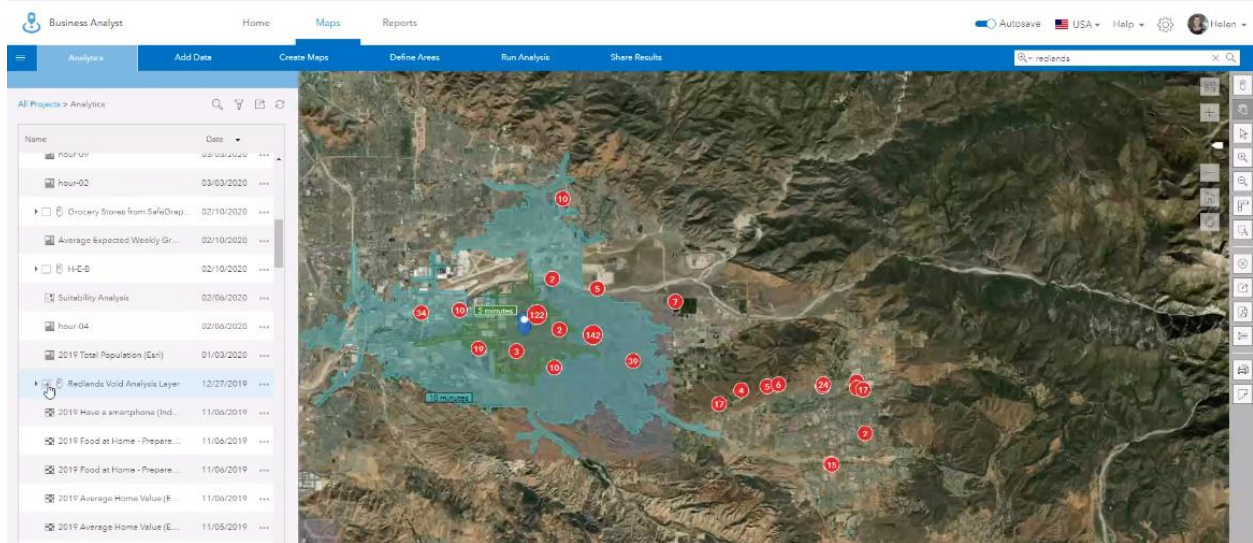 Business Analyst
Home
Maps
Reports
Autosave
USA
Help
Helen
Analytics
Add Data
Create Maps
Define Areas
Run Analysis
Share Results
redlands
All Projects > Analytics
Name
Date
hour-09 03/03/2020
hour-02 03/03/2020
Grocery Stores from SafeGrap... 02/10/2020
Average Expected Weekly Gr... 02/10/2020
H-E-B 02/10/2020
Suitability Analysis 02/06/2020
hour-04 02/06/2020
2019 Total Population (Esri) 01/03/2020
Redlands Void Analysis Layer 12/27/2019
2019 Have a smartphone (Ind... 11/06/2019
2019 Food at Home - Prepare... 11/06/2019
2019 Food at Home - Prepare... 11/06/2019
2019 Average Home Value (E... 11/06/2019
2019 Average Home Value (E... 11/05/2019
10
2
5
7
34
10
5 minutes
122
2
142
19
3
10
39
10 minutes
4
5
6
24
17
17
2
15